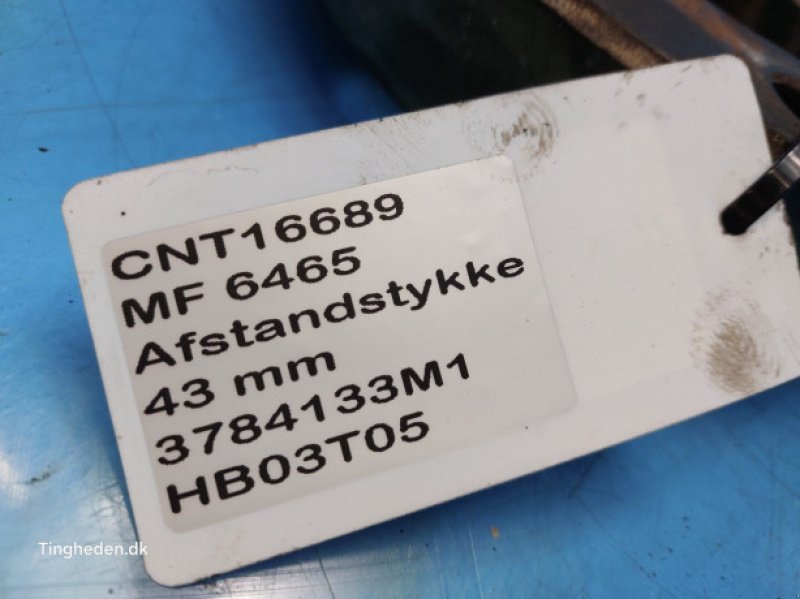 CNT16689
MF 6465
Afstandstykke
43 mm
3784133M1
HB03T05
Tingheden.dk